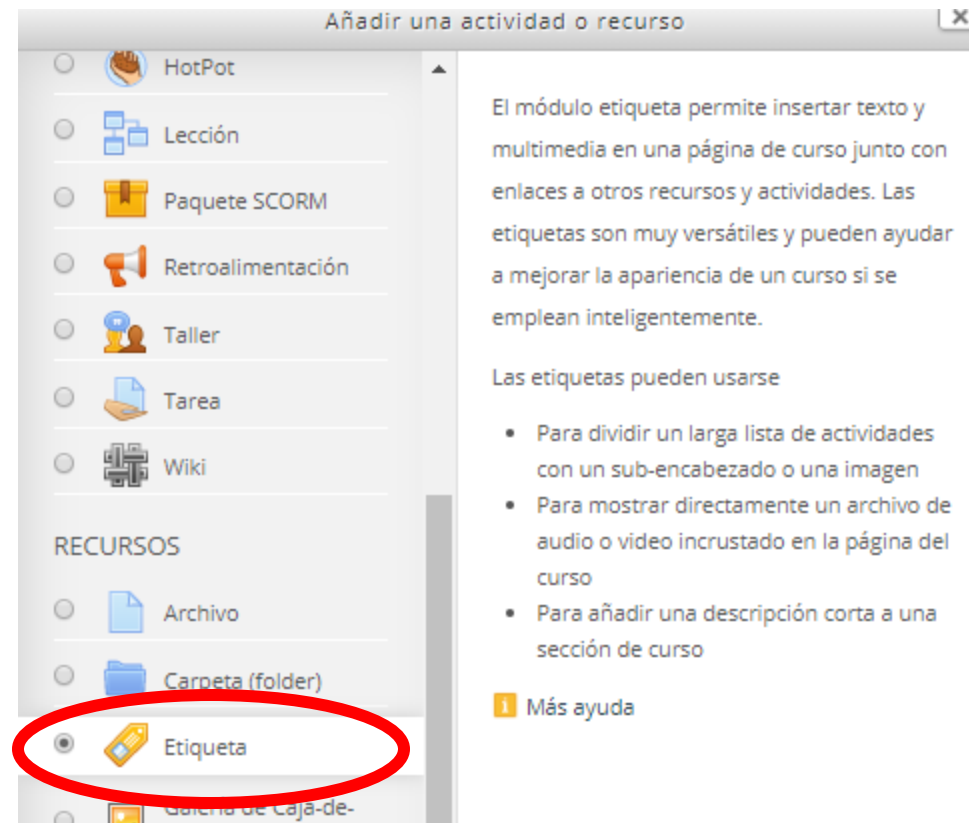 Añadir una actividad o recurso
HotPot
Lección
Paquete SCORM
Retroalimentación
Taller
Tarea
Wiki
RECURSOS
Archivo
Carpeta (folder)
Etiqueta
Galería de Caja-de-
El módulo etiqueta permite insertar texto y
multimedia en una página de curso junto con
enlaces a otros recursos y actividades. Las
etiquetas son muy versátiles y pueden ayudar
a mejorar la apariencia de un curso si se
emplean inteligentemente.
Las etiquetas pueden usarse
• Para dividir un larga lista de actividades
con un sub-encabezado o una imagen
• Para mostrar directamente un archivo de
audio o video incrustado en la página del
curso
• Para añadir una descripción corta a una
sección de curso
Más ayuda